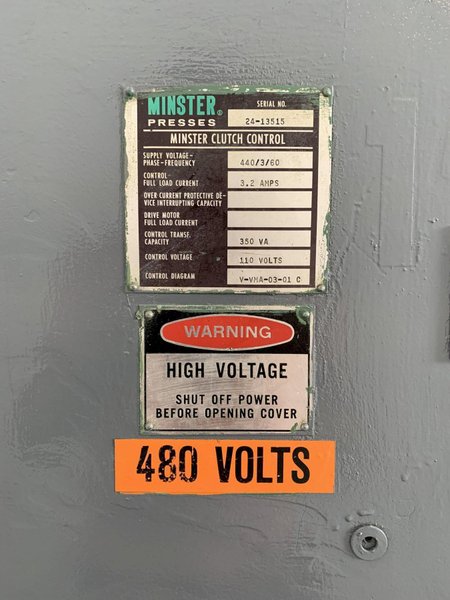 MINSTER®
PRESSES
SERIAL NO.
24-13515
MINSTER CLUTCH CONTROL
SUPPLY VOLTAGE-
PHASE-FREQUENCY
440/3/60
CONTROL-
FULL LOAD CURRENT
3.2 AMPS
OVER CURRENT PROTECTIVE DE-
VICE INTERRUPTING CAPACITY
DRIVE MOTOR
FULL LOAD CURRENT
CONTROL TRANSF.
CAPACITY
350 VA
CONTROL VOLTAGE
110 VOLTS
CONTROL DIAGRAM
V-VMA-03-01 C
WARNING
HIGH VOLTAGE
SHUT OFF POWER
BEFORE OPENING COVER
480 VOLTS